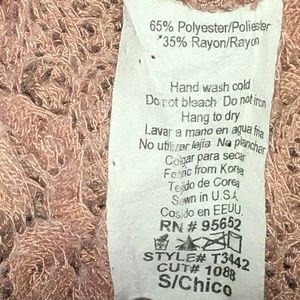 65% Polyester/Poliester
*35% Rayon/Rayon
Hand wash cold
Do not bleach Do not iron
Hang to dry
Lavar a mano en agua fria
No utilizar lejia No planchar
Colgar para secar
Fabric from Korea
Tejido de Corea
Sewn in U.S.A.
Cosido en EEUU.
RN # 95652
STYLE# T3442
CUT# 1088
S/Chico